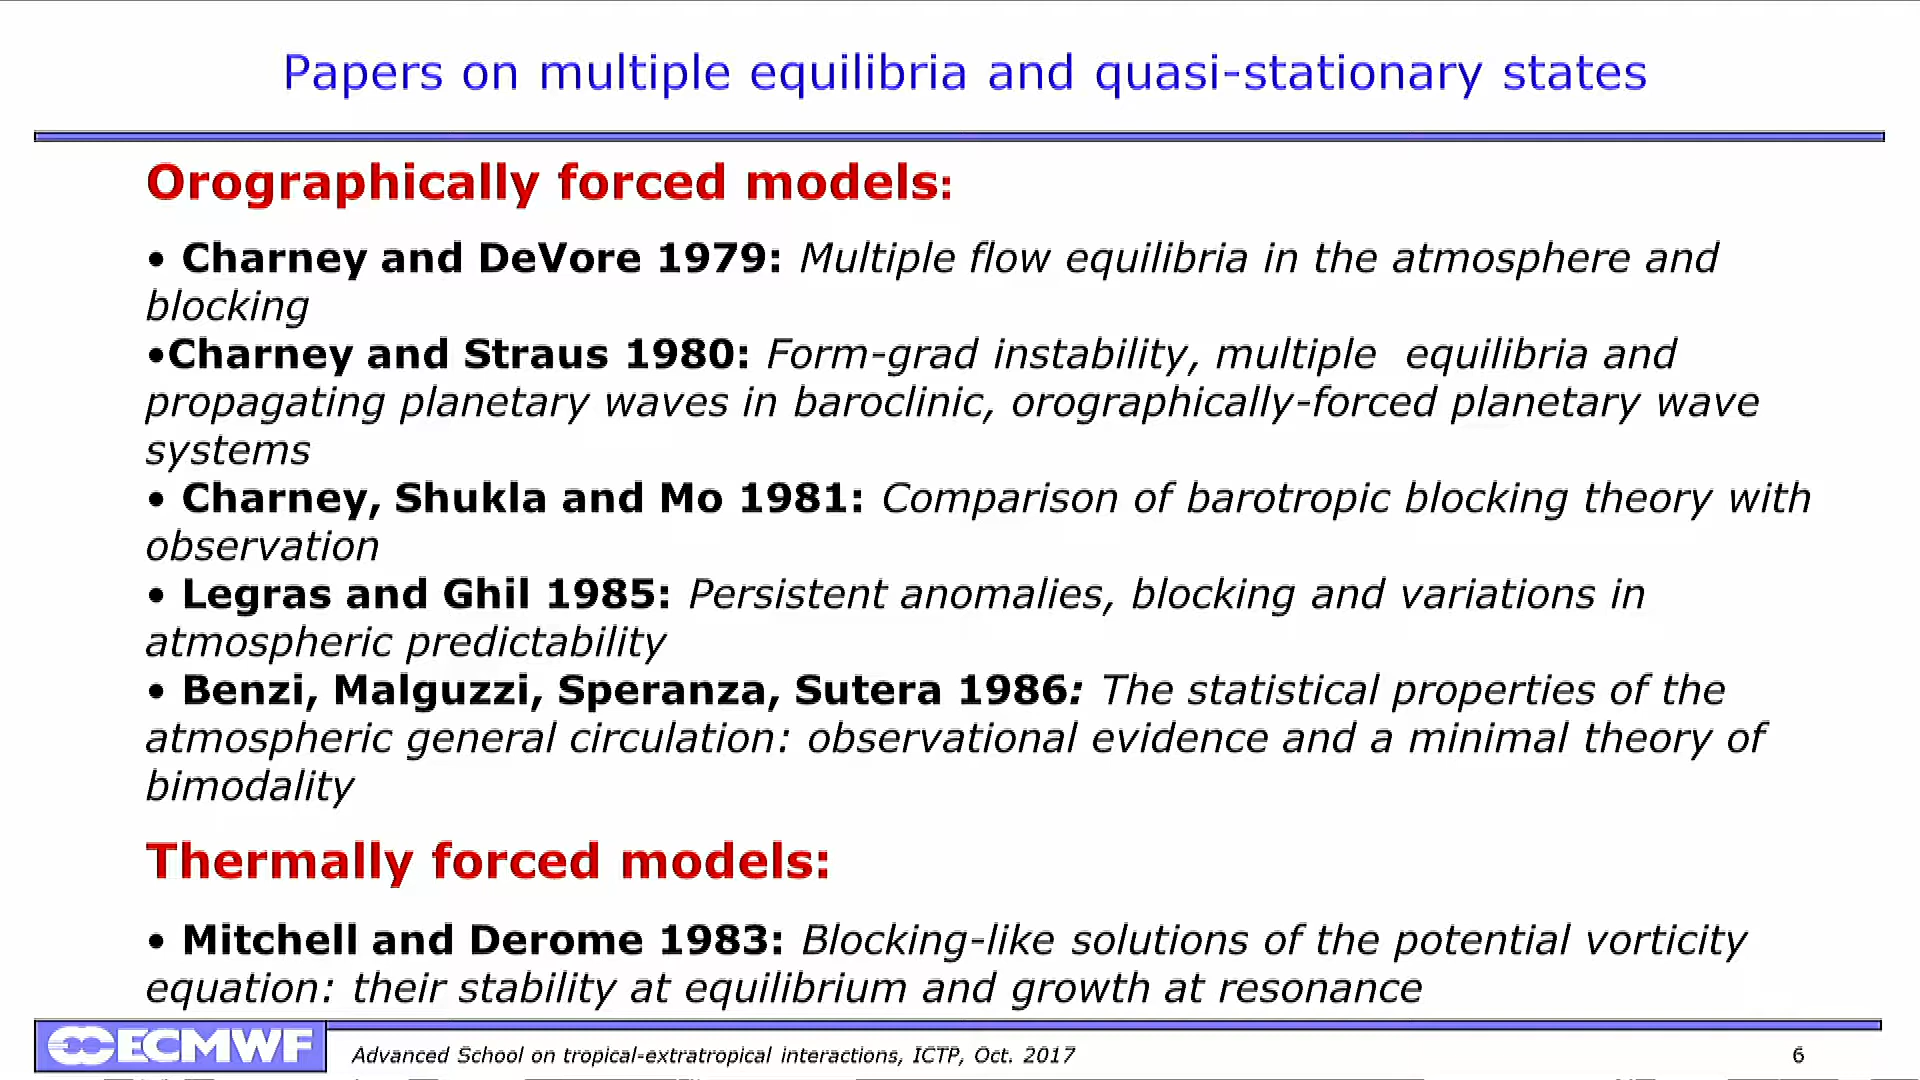 Papers on multiple equilibria and quasi-stationary states
Orographically forced models:
• Charney and DeVore 1979: Multiple flow equilibria in the atmosphere and
blocking
•Charney and Straus 1980: Form-grad instability, multiple equilibria and
propagating planetary waves in baroclinic, orographically-forced planetary wave
systems
• Charney, Shukla and Mo 1981: Comparison of barotropic blocking theory with
observation
• Legras and Ghil 1985: Persistent anomalies, blocking and variations in
atmospheric predictability
• Benzi, Malguzzi, Speranza, Sutera 1986: The statistical properties of the
atmospheric general circulation: observational evidence and a minimal theory of
bimodality
Thermally forced models:
• Mitchell and Derome 1983: Blocking-like solutions of the potential vorticity
equation: their stability at equilibrium and growth at resonance
ECMWF
Advanced School on tropical-extratropical interactions, ICTP, Oct. 2017
6